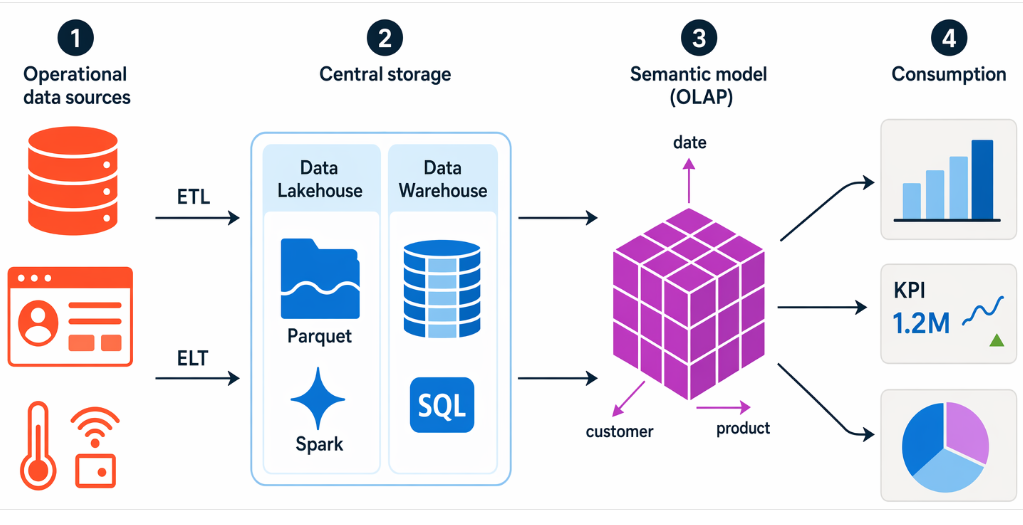 1
Operational
data sources
2
Central storage
3
Semantic model
(OLAP)
4
Consumption
ETL
ELT
Data
Lakehouse
Parquet
Spark
Data
Warehouse
SQL
date
customer
product
KPI
1.2M